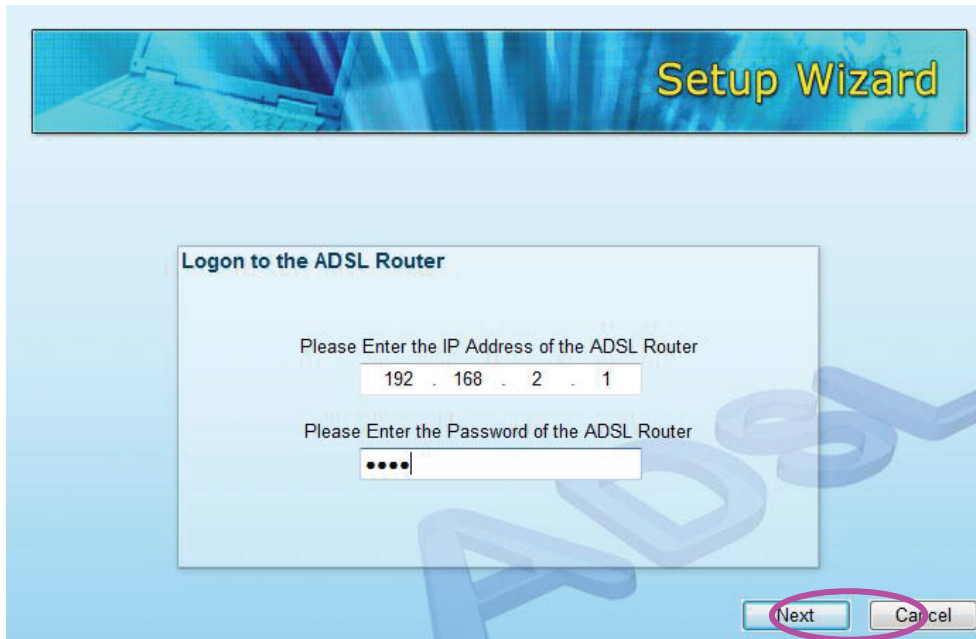 Setup Wizard
Logon to the ADSL Router
Please Enter the IP Address of the ADSL Router
192 . 168 . 2 . 1
Please Enter the Password of the ADSL Router
••••
ADSL
Next Cancel